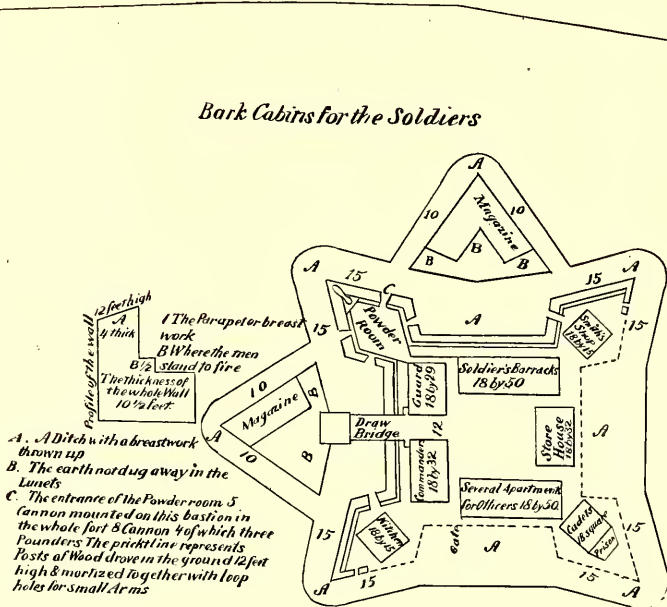 Bark Cabins for the Soldiers
A
10
10
Magazine
B
B
B
A
15
C
15
A
15
A
15
Powder
Room
Smith's
Shop
18 by 15
12 feet high
A
4 thick
B 1/2
The thickness of
the whole Wall
10 1/2 feet.
Profile of the wall
1 The Parapet or breast
work
B Where the men
stand to fire
10
Magazine
B
B
A
10
Guard
18 by 29
Soldier's Barracks
18 by 50
Draw
Bridge
12
Store
House
18 by 32
A
Commanders
18 by 32
Several Apartments
for Officers 18 by 50.
Kitchen
18 by 15
Gate
A
Cadets
18 square
Prison
15
15
15
15
A
A
A. A Ditch with a breastwork
thrown up
B. The earth not dug away in the
Lunets
C. The entrance of the Powder room 5
Cannon mounted on this bastion in
the whole fort 8 Cannon 4 of which three
Pounders The prickt line represents
Posts of Wood drove in the ground 12 feet
high & mortized together with loop
holes for small Arms